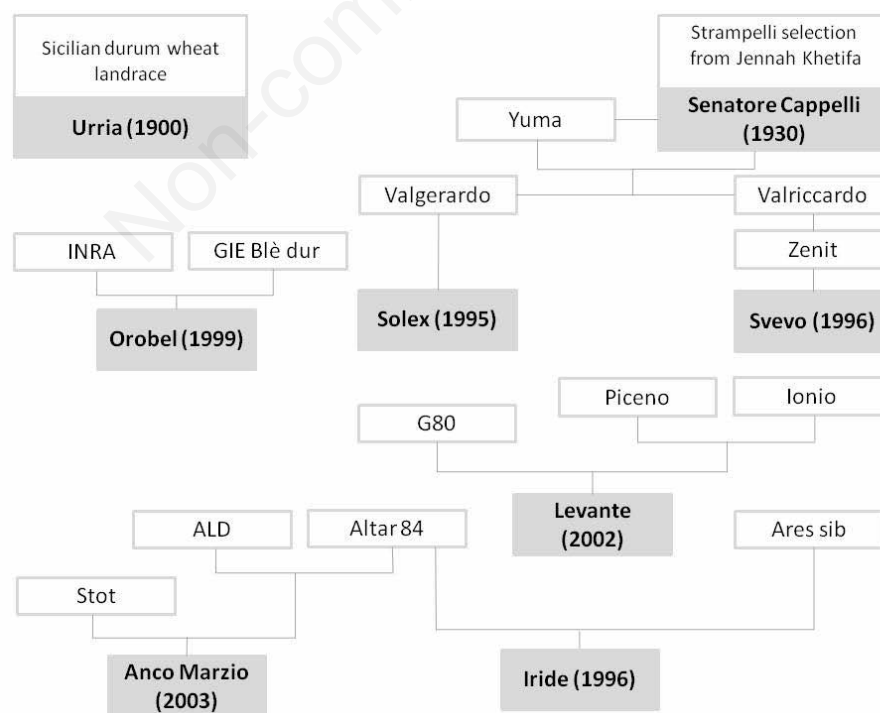 Sicilian durum wheat
landrace
Urria (1900)
Strampelli selection
from Jennah Khetifa
Senatore Cappelli
(1930)
Yuma
Valgerardo
Valriccardo
INRA
GIE Blè dur
Zenit
Orobel (1999)
Solex (1995)
Svevo (1996)
Piceno
Ionio
G80
Levante
(2002)
ALD
Altar 84
Ares sib
Stot
Anco Marzio
(2003)
Iride (1996)
Non-com